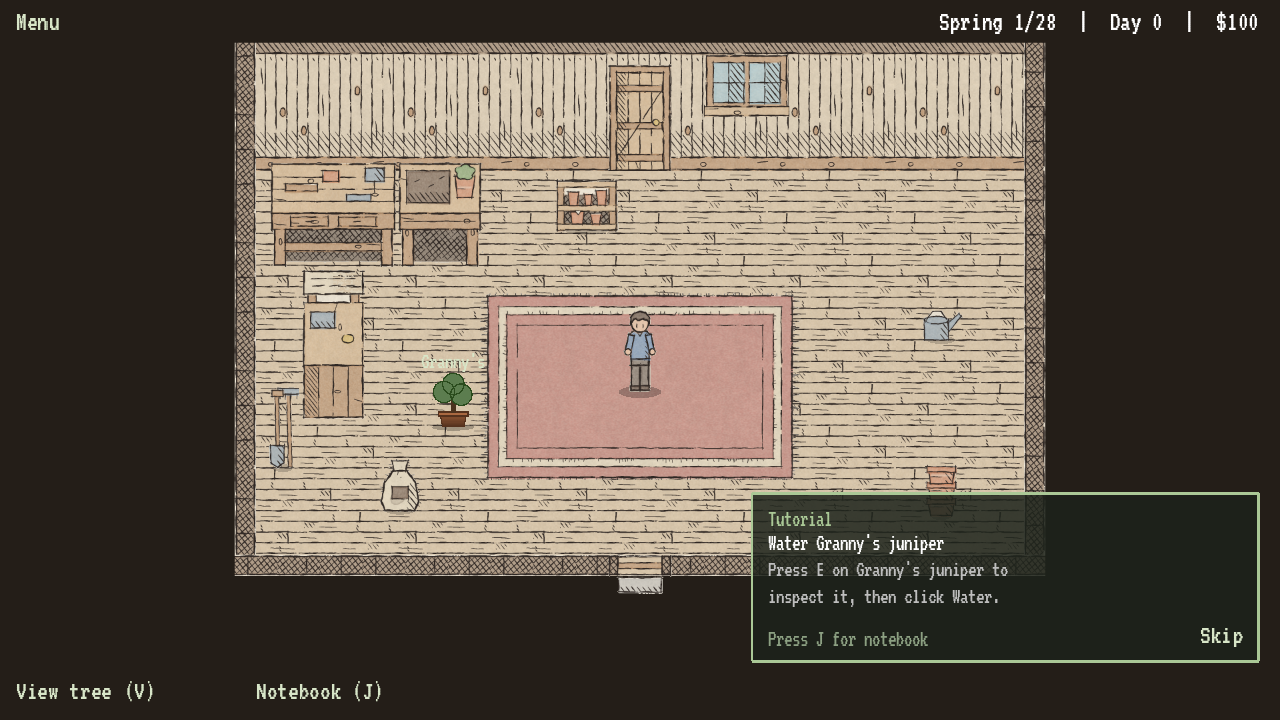 Menu
Spring 1/28 | Day 0 | $100
Granny's
Tutorial
Water Granny's juniper
Press E on Granny's juniper to
inspect it, then click Water.
Press J for notebook
Skip
View tree (V)
Notebook (J)